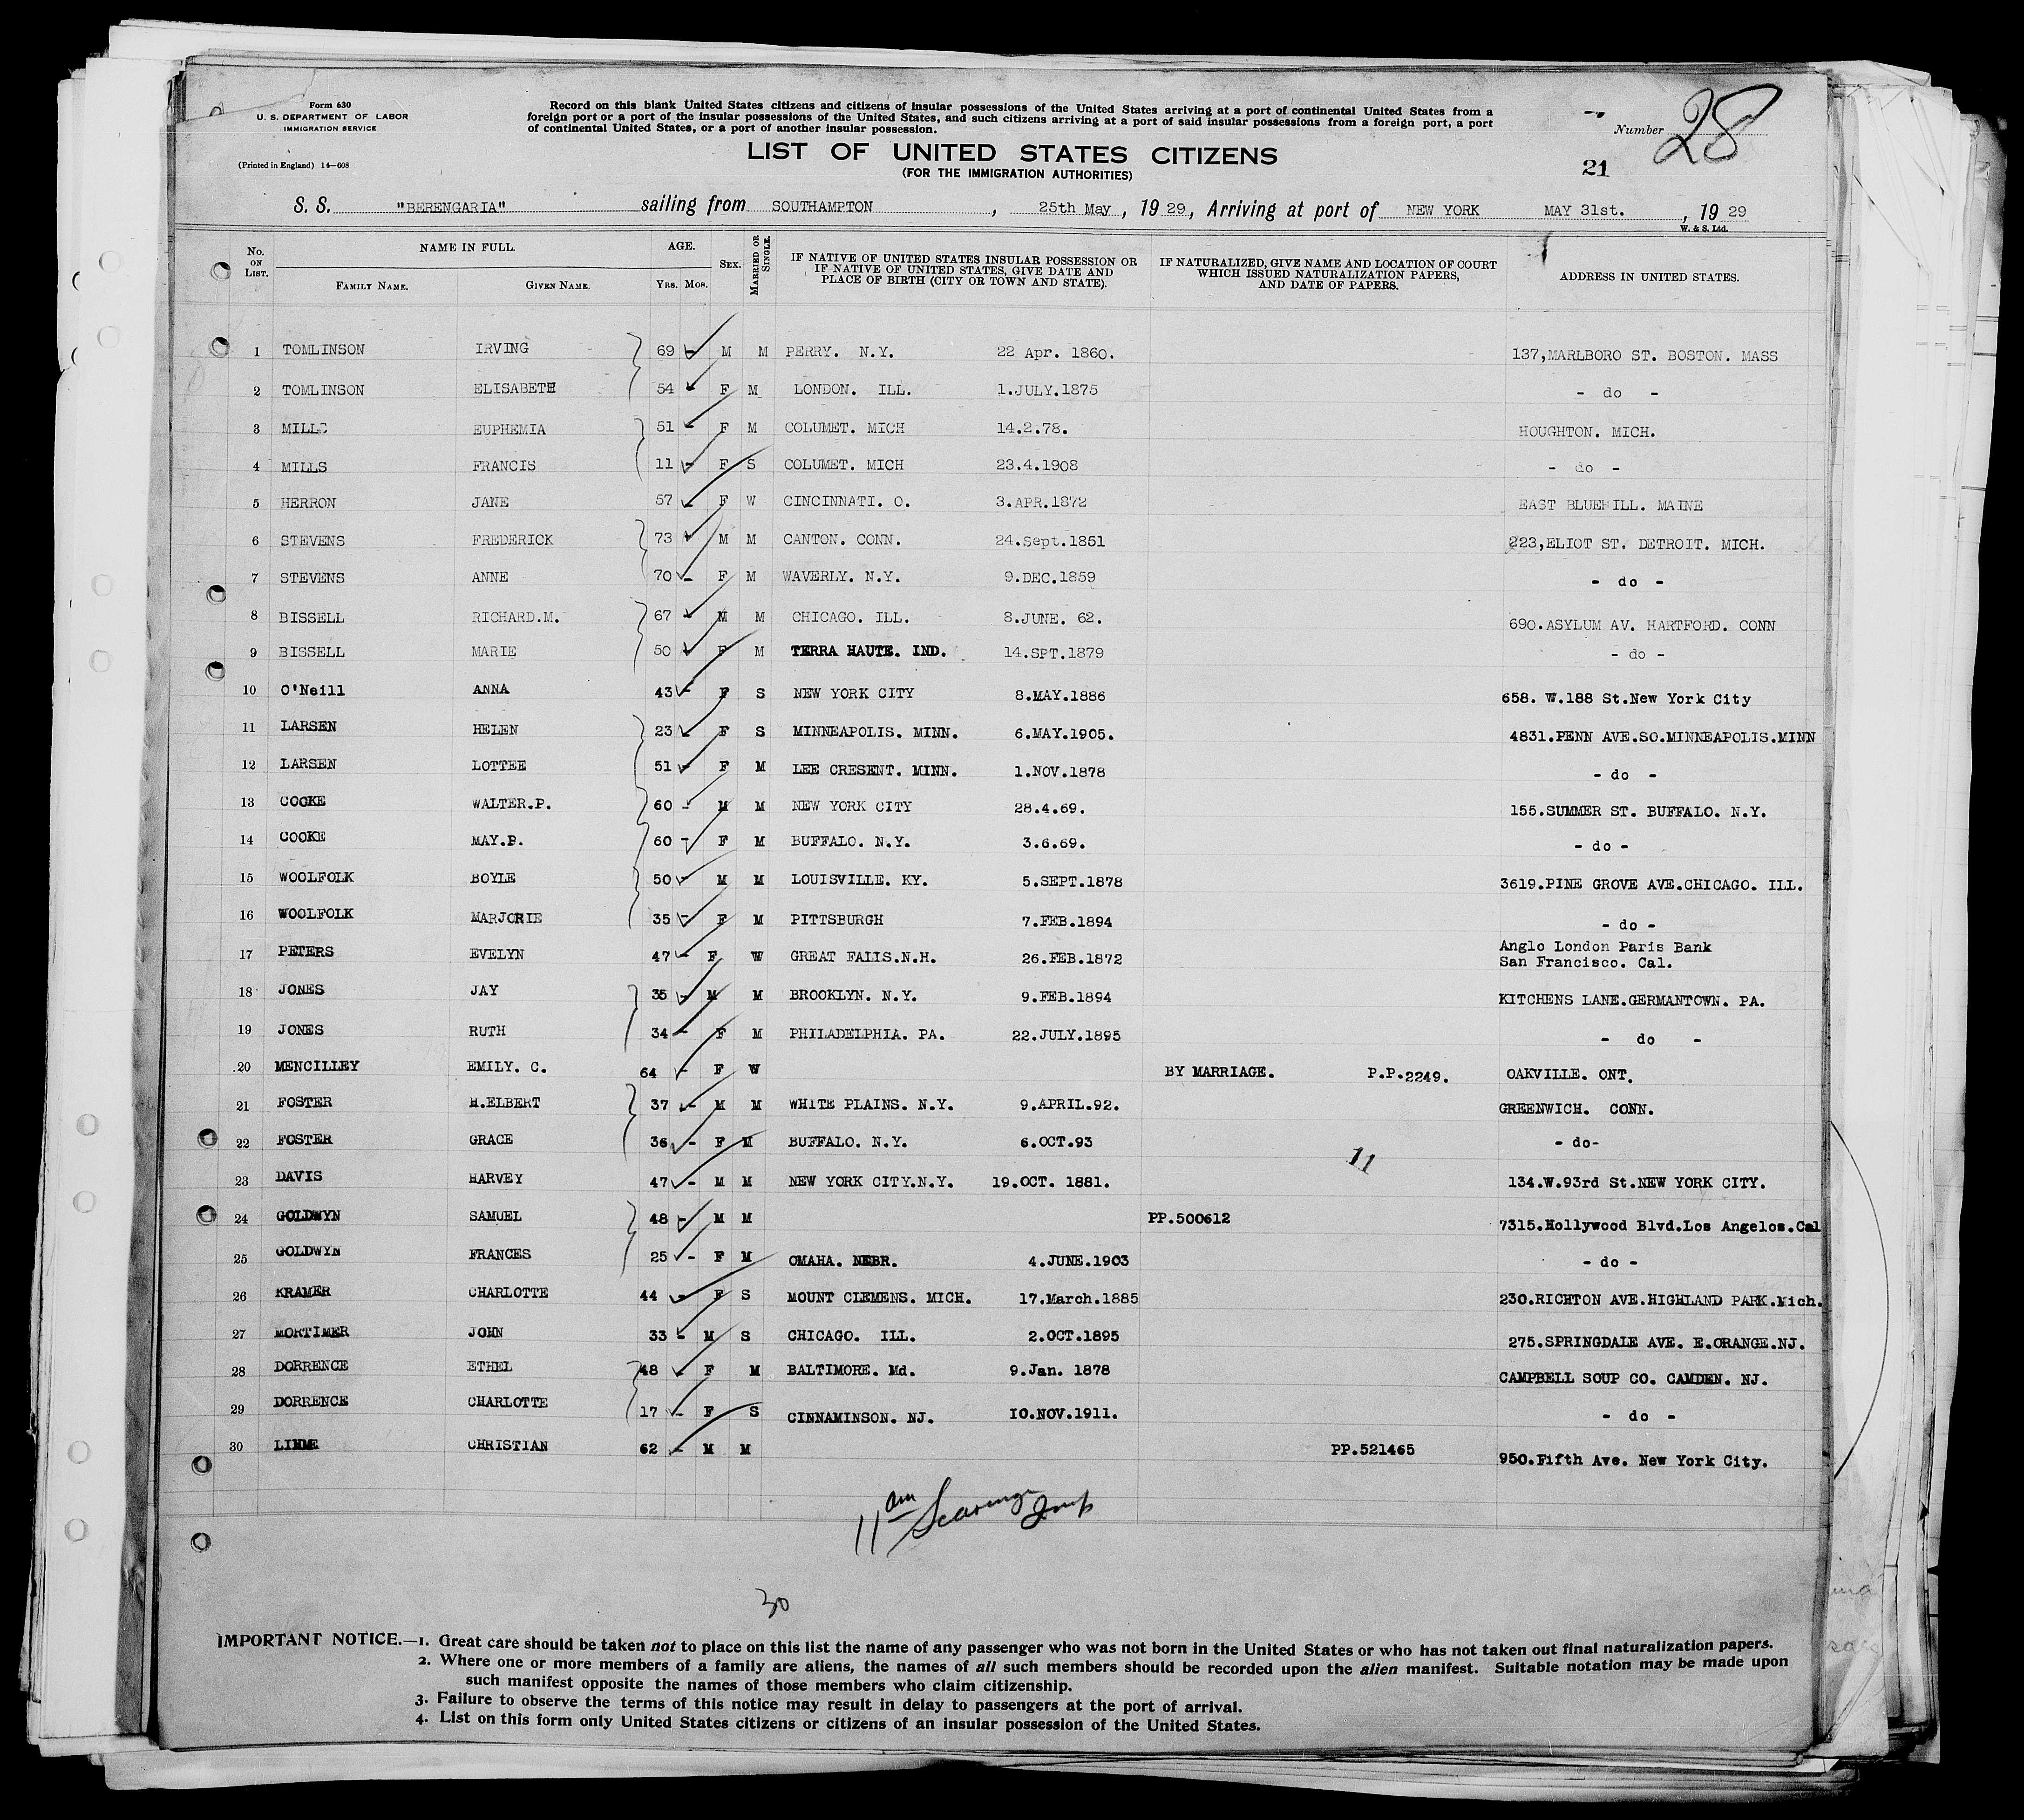 Form 630
U. S. DEPARTMENT OF LABOR
IMMIGRATION SERVICE
(Printed in England) 14—608
Record on this blank United States citizens and citizens of insular possessions of the United States arriving at a port of continental United States from a
foreign port or a port of the insular possessions of the United States, and such citizens arriving at a port of said insular possessions from a foreign port, a port
of continental United States, or a port of another insular possession.
Number 28
LIST OF UNITED STATES CITIZENS
(FOR THE IMMIGRATION AUTHORITIES)
21
S. S. "BERENGARIA" sailing from SOUTHAMPTON, 25th May, 19 29, Arriving at port of NEW YORK MAY 31st., 19 29
W. & S. Ltd.
No. ON LIST. NAME IN FULL. FAMILY NAME. GIVEN NAME. AGE. YRS. MOS. SEX. MARRIED OR SINGLE. IF NATIVE OF UNITED STATES INSULAR POSSESSION OR IF NATIVE OF UNITED STATES, GIVE DATE AND PLACE OF BIRTH (CITY OR TOWN AND STATE). IF NATURALIZED, GIVE NAME AND LOCATION OF COURT WHICH ISSUED NATURALIZATION PAPERS, AND DATE OF PAPERS. ADDRESS IN UNITED STATES.
1 TOMLINSON IRVING 69 M M PERRY. N.Y. 22 Apr. 1860. 137,MARLBORO ST. BOSTON. MASS
2 TOMLINSON ELISABETH 54 F M LONDON. ILL. 1.JULY.1875 - do -
3 MILLS EUPHEMIA 51 F M COLUMET. MICH 14.2.78. HOUGHTON. MICH.
4 MILLS FRANCIS 11 F S COLUMET. MICH 23.4.1908 - do -
5 HERRON JANE 57 F W CINCINNATI. O. 3.APR.1872 EAST BLUEHILL. MAINE
6 STEVENS FREDERICK 73 M M CANTON. CONN. 24.Sept.1851 223,ELIOT ST. DETROIT. MICH.
7 STEVENS ANNE 70 F M WAVERLY. N.Y. 9.DEC.1859 - do -
8 BISSELL RICHARD.M. 67 M M CHICAGO. ILL. 8.JUNE. 62. 690.ASYLUM AV. HARTFORD. CONN
9 BISSELL MARIE 50 F M TERRA HAUTE. IND. 14.SPT.1879 - do -
10 O'Neill ANNA 43 F S NEW YORK CITY 8.MAY.1886 658. W.188 St.New York City
11 LARSEN HELEN 23 F S MINNEAPOLIS. MINN. 6.MAY.1905. 4831.PENN AVE.SO.MINNEAPOLIS.MINN
12 LARSEN LOTTEE 51 F M LEE CRESENT. MINN. 1.NOV.1878 - do -
13 COOKE WALTER.P. 60 M M NEW YORK CITY 28.4.69. 155.SUMMER ST. BUFFALO. N.Y.
14 COOKE MAY.P. 60 F M BUFFALO. N.Y. 3.6.69. - do -
15 WOOLFOLK BOYLE 50 M M LOUISVILLE. KY. 5.SEPT.1878 3619.PINE GROVE AVE.CHICAGO. ILL.
16 WOOLFOLK MARJORIE 35 F M PITTSBURGH 7.FEB.1894 - do -
17 PETERS EVELYN 47 F W GREAT FALLS.N.H. 26.FEB.1872 Anglo London Paris Bank
San Francisco. Cal.
18 JONES JAY 35 M M BROOKLYN. N.Y. 9.FEB.1894 KITCHENS LANE.GERMANTOWN. PA.
19 JONES RUTH 34 F M PHILADELPHIA. PA. 22.JULY.1895 - do -
20 MENCILLEY EMILY. C. 64 F W BY MARRIAGE. P.P.2249. OAKVILLE. ONT.
21 FOSTER H.ELBERT 37 M M WHITE PLAINS. N.Y. 9.APRIL.92. GREENWICH. CONN.
22 FOSTER GRACE 36 F M BUFFALO. N.Y. 6.OCT.93 - do-
11
23 DAVIS HARVEY 47 M M NEW YORK CITY.N.Y. 19.OCT. 1881. 134.W.93rd St.NEW YORK CITY.
24 GOLDWYN SAMUEL 48 M M PP.500612 7315.Hollywood Blvd.Los Angelos.Cal
25 GOLDWYN FRANCES 25 F M OMAHA. NEBR. 4.JUNE.1903 - do -
26 KRAMER CHARLOTTE 44 F S MOUNT CLEMENS. MICH. 17.March.1885 230.RICHTON AVE.HIGHLAND PARK.Mich.
27 MORTIMER JOHN 33 M S CHICAGO. ILL. 2.OCT.1895 275.SPRINGDALE AVE. E.ORANGE.NJ.
28 DORRENCE ETHEL 48 F M BALTIMORE. Md. 9.Jan. 1878 CAMPBELL SOUP CO. CAMDEN. NJ.
29 DORRENCE CHARLOTTE 17 F S CINNAMINSON. NJ. 10.NOV.1911. - do -
30 CHRISTIAN 62 M M PP.521465 950.Fifth Ave. New York City.
11 am
30
IMPORTANT NOTICE.—1. Great care should be taken not to place on this list the name of any passenger who was not born in the United States or who has not taken out final naturalization papers.
2. Where one or more members of a family are aliens, the names of all such members should be recorded upon the alien manifest. Suitable notation may be made upon
such manifest opposite the names of those members who claim citizenship.
3. Failure to observe the terms of this notice may result in delay to passengers at the port of arrival.
4. List on this form only United States citizens or citizens of an insular possession of the United States.